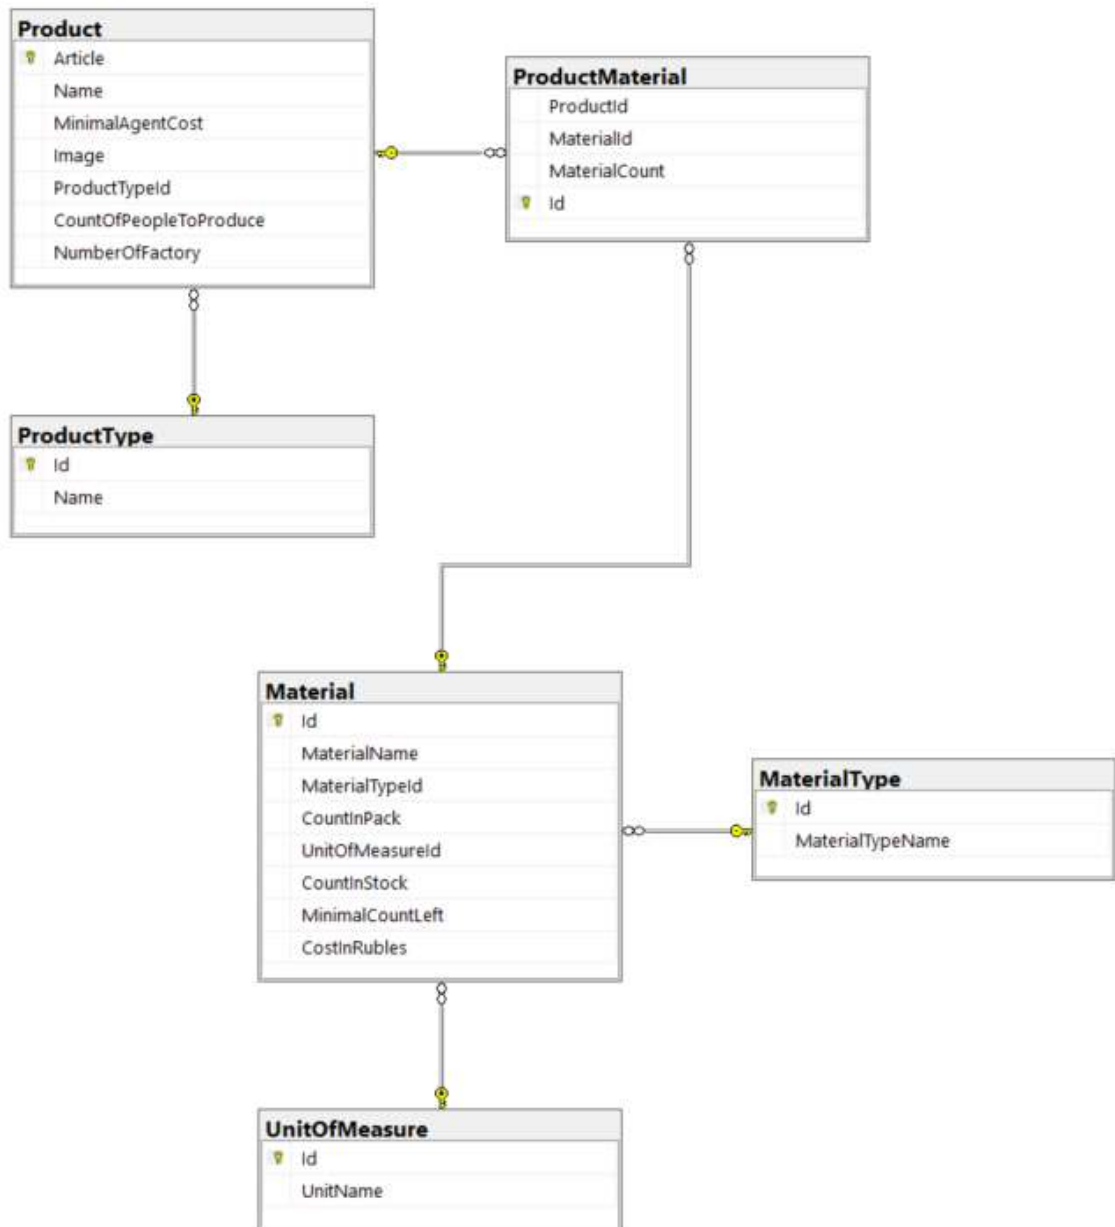 Product
Article
Name
MinimalAgentCost
Image
ProductTypeId
CountOfPeopleToProduce
NumberOfFactory
ProductMaterial
ProductId
MaterialId
MaterialCount
Id
ProductType
Id
Name
Material
Id
MaterialName
MaterialTypeId
CountInPack
UnitOfMeasureId
CountInStock
MinimalCountLeft
CostInRubles
MaterialType
Id
MaterialTypeName
UnitOfMeasure
Id
UnitName